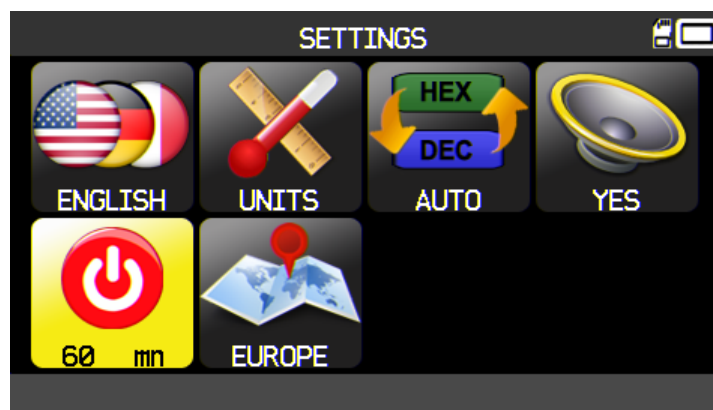 SETTINGS
HEX
DEC
ENGLISH
UNITS
AUTO
YES
60 mn
EUROPE